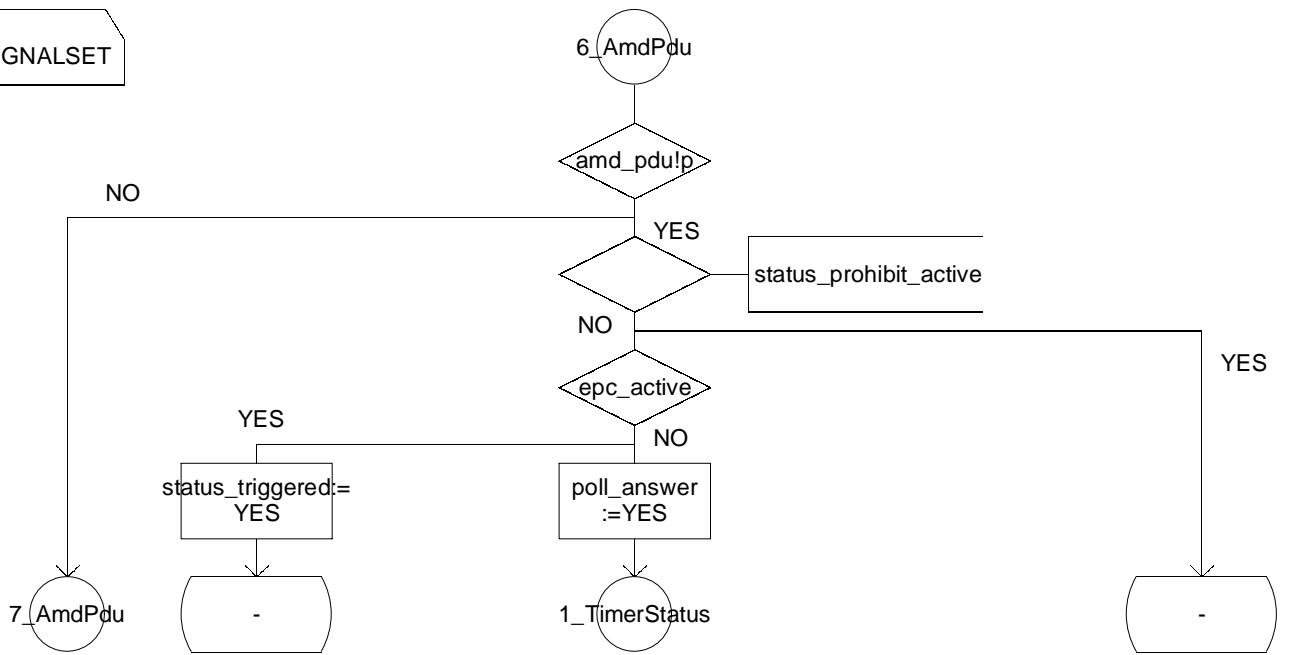 GNALSET
6_AmdPdu
amd_pdu!p
NO
YES
status_prohibit_active
NO
YES
epc_active
YES
NO
status_triggered:=
YES
poll_answer
:=YES
7_AmdPdu
-
1_TimerStatus
-